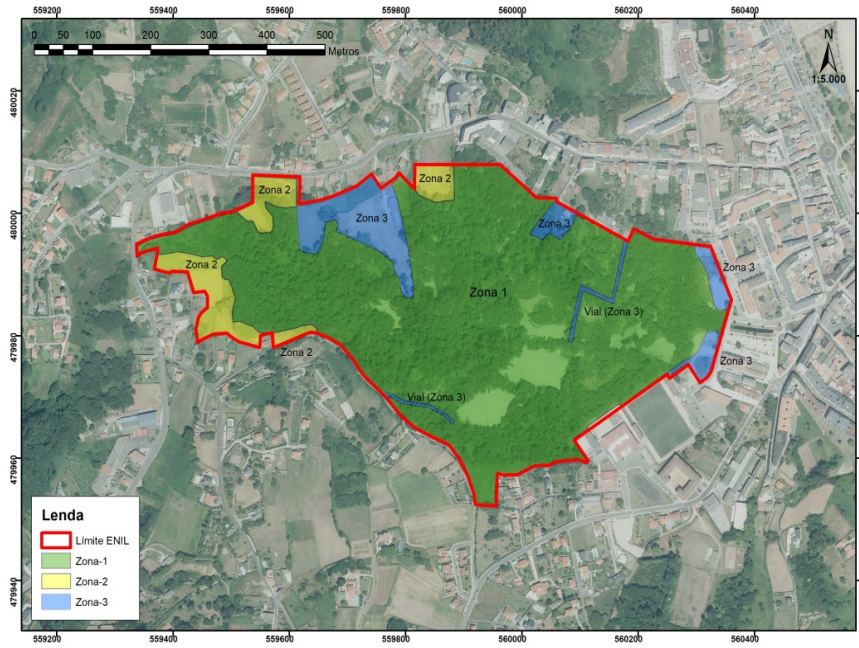 559200 559400 559600 559800 560000 560200 560400
0 50 100 200 300 400 500
Metros
N
1:5.000
480020
480000
479980
479960
479940
Zona 2
Zona 2
Zona 3
Zona 3
Zona 2
Zona 3
Zona 1
Vial (Zona 3)
Zona 2
Zona 3
Vial (Zona 3)
Lenda
Límite ENIL
Zona-1
Zona-2
Zona-3
559200 559400 559600 559800 560000 560200 560400